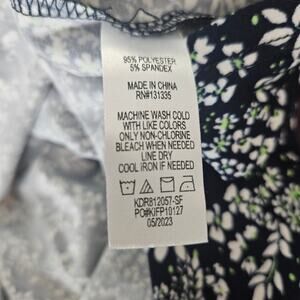 95% POLYESTER
5% SPANDEX
MADE IN CHINA
RN#131335
MACHINE WASH COLD
WITH LIKE COLORS
ONLY NON-CHLORINE
BLEACH WHEN NEEDED
LINE DRY
COOL IRON IF NEEDED
KDR812057-SF
PO#KIFP10127
05/2023